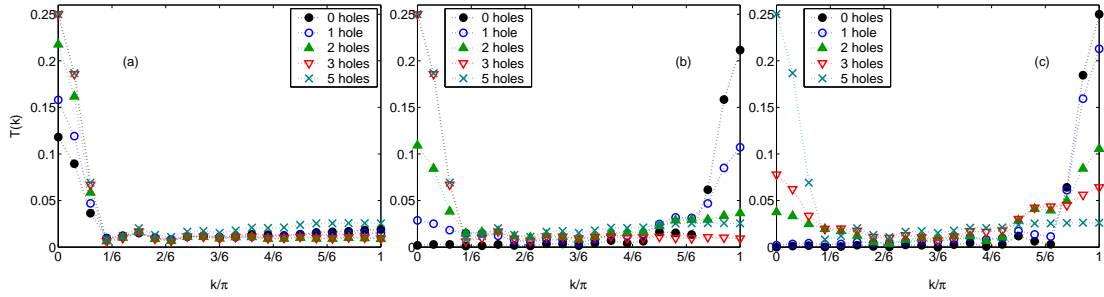 0.25
0.2
0.15
0.1
0.05
0
T(k)
(a)
0 holes
1 hole
2 holes
3 holes
5 holes
0 1/6 2/6 3/6 4/6 5/6 1
k/π
0.25
0.2
0.15
0.1
0.05
0
(b)
0 holes
1 hole
2 holes
3 holes
5 holes
0 1/6 2/6 3/6 4/6 5/6 1
k/π
0.25
0.2
0.15
0.1
0.05
0
(c)
0 holes
1 hole
2 holes
3 holes
5 holes
0 1/6 2/6 3/6 4/6 5/6 1
k/π